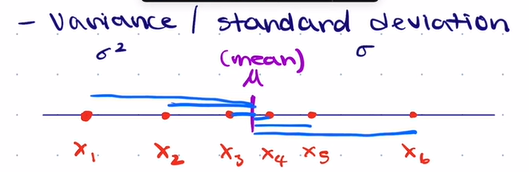 - Variance / standard deviation
σ² σ
(mean)
μ
x₁ x₂ x₃ x₄ x₅ x₆